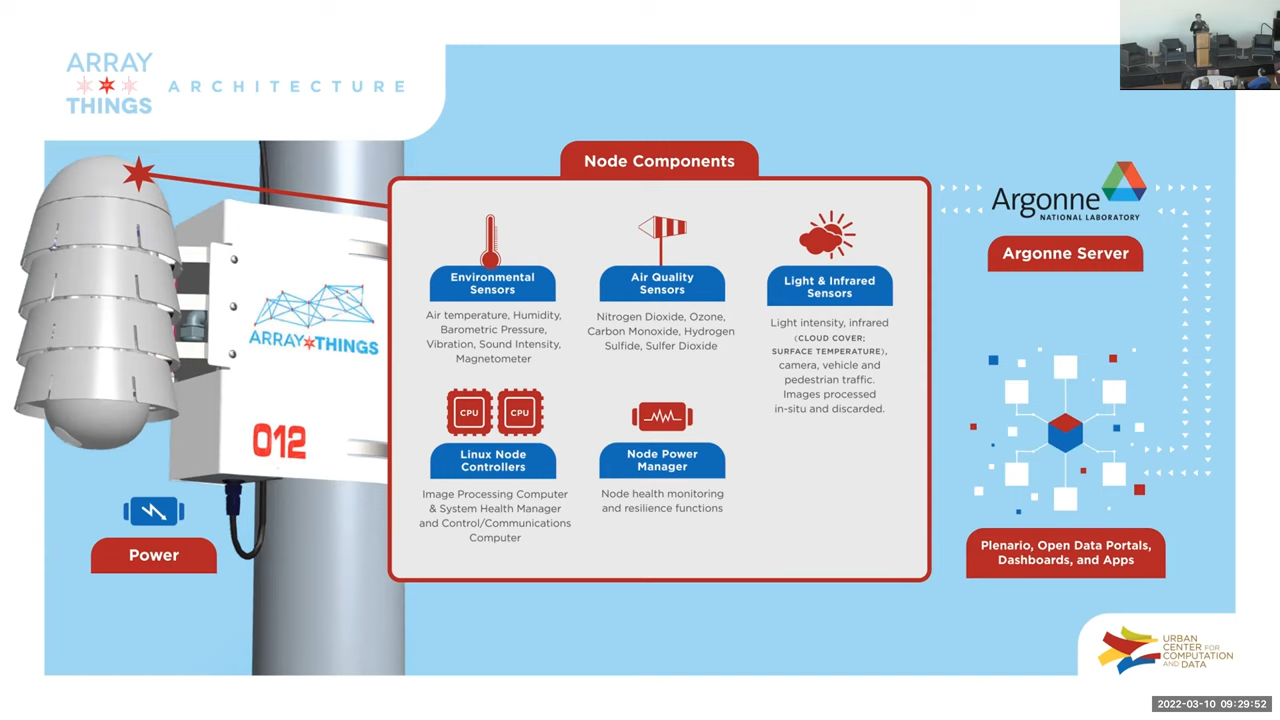 ARRAY
THINGS
ARCHITECTURE
Node Components
Environmental
Sensors
Air temperature, Humidity,
Barometric Pressure,
Vibration, Sound Intensity,
Magnetometer
Air Quality
Sensors
Nitrogen Dioxide, Ozone,
Carbon Monoxide, Hydrogen
Sulfide, Sulfer Dioxide
Light & Infrared
Sensors
Light intensity, infrared
(CLOUD COVER;
SURFACE TEMPERATURE),
camera, vehicle and
pedestrian traffic.
Images processed
in-situ and discarded.
CPU
CPU
Linux Node
Controllers
Image Processing Computer
& System Health Manager
and Control/Communications
Computer
Node Power
Manager
Node health monitoring
and resilience functions
ARRAY THINGS
012
Power
Argonne
NATIONAL LABORATORY
Argonne Server
Plenario, Open Data Portals,
Dashboards, and Apps
URBAN
CENTER FOR
COMPUTATION
AND DATA
2022-03-10 09:29:52